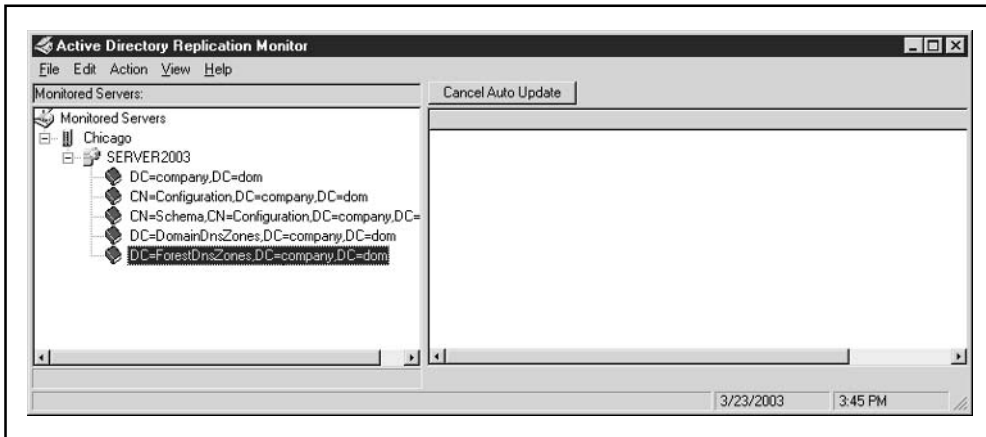 Active Directory Replication Monitor
File Edit Action View Help
Monitored Servers:
Cancel Auto Update
Monitored Servers
Chicago
SERVER2003
DC=company,DC=dom
CN=Configuration,DC=company,DC=dom
CN=Schema,CN=Configuration,DC=company,DC=
DC=DomainDnsZones,DC=company,DC=dom
DC=ForestDnsZones,DC=company,DC=dom
3/23/2003
3:45 PM